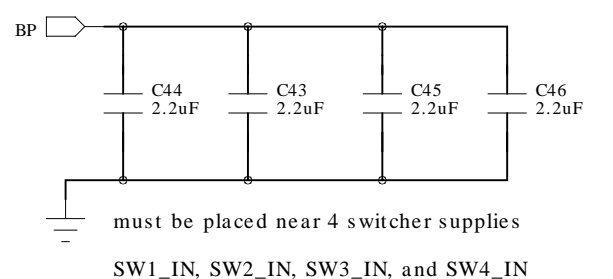 BP
C44
2.2uF
C43
2.2uF
C45
2.2uF
C46
2.2uF
must be placed near 4 switcher supplies
SW1_IN, SW2_IN, SW3_IN, and SW4_IN